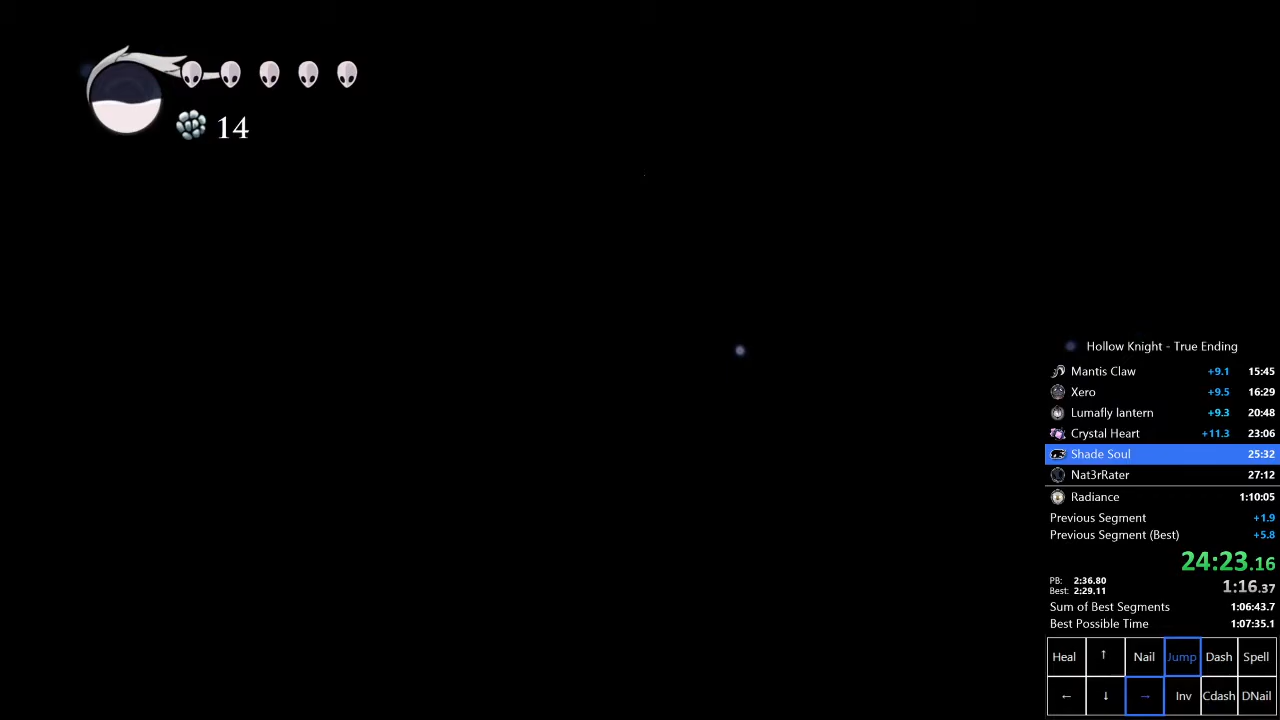 14
Hollow Knight - True Ending
Mantis Claw +9.1 15:45
Xero +9.5 16:29
Lumafly lantern +9.3 20:48
Crystal Heart +11.3 23:06
Shade Soul 25:32
Nat3rRater 27:12
Radiance 1:10:05
Previous Segment +1.9
Previous Segment (Best) +5.8
24:23.16
PB: 2:36.80
Best: 2:29.11
1:16.37
Sum of Best Segments 1:06:43.7
Best Possible Time 1:07:35.1
Heal ↑ Nail Jump Dash Spell
← ↓ → Inv Cdash DNail